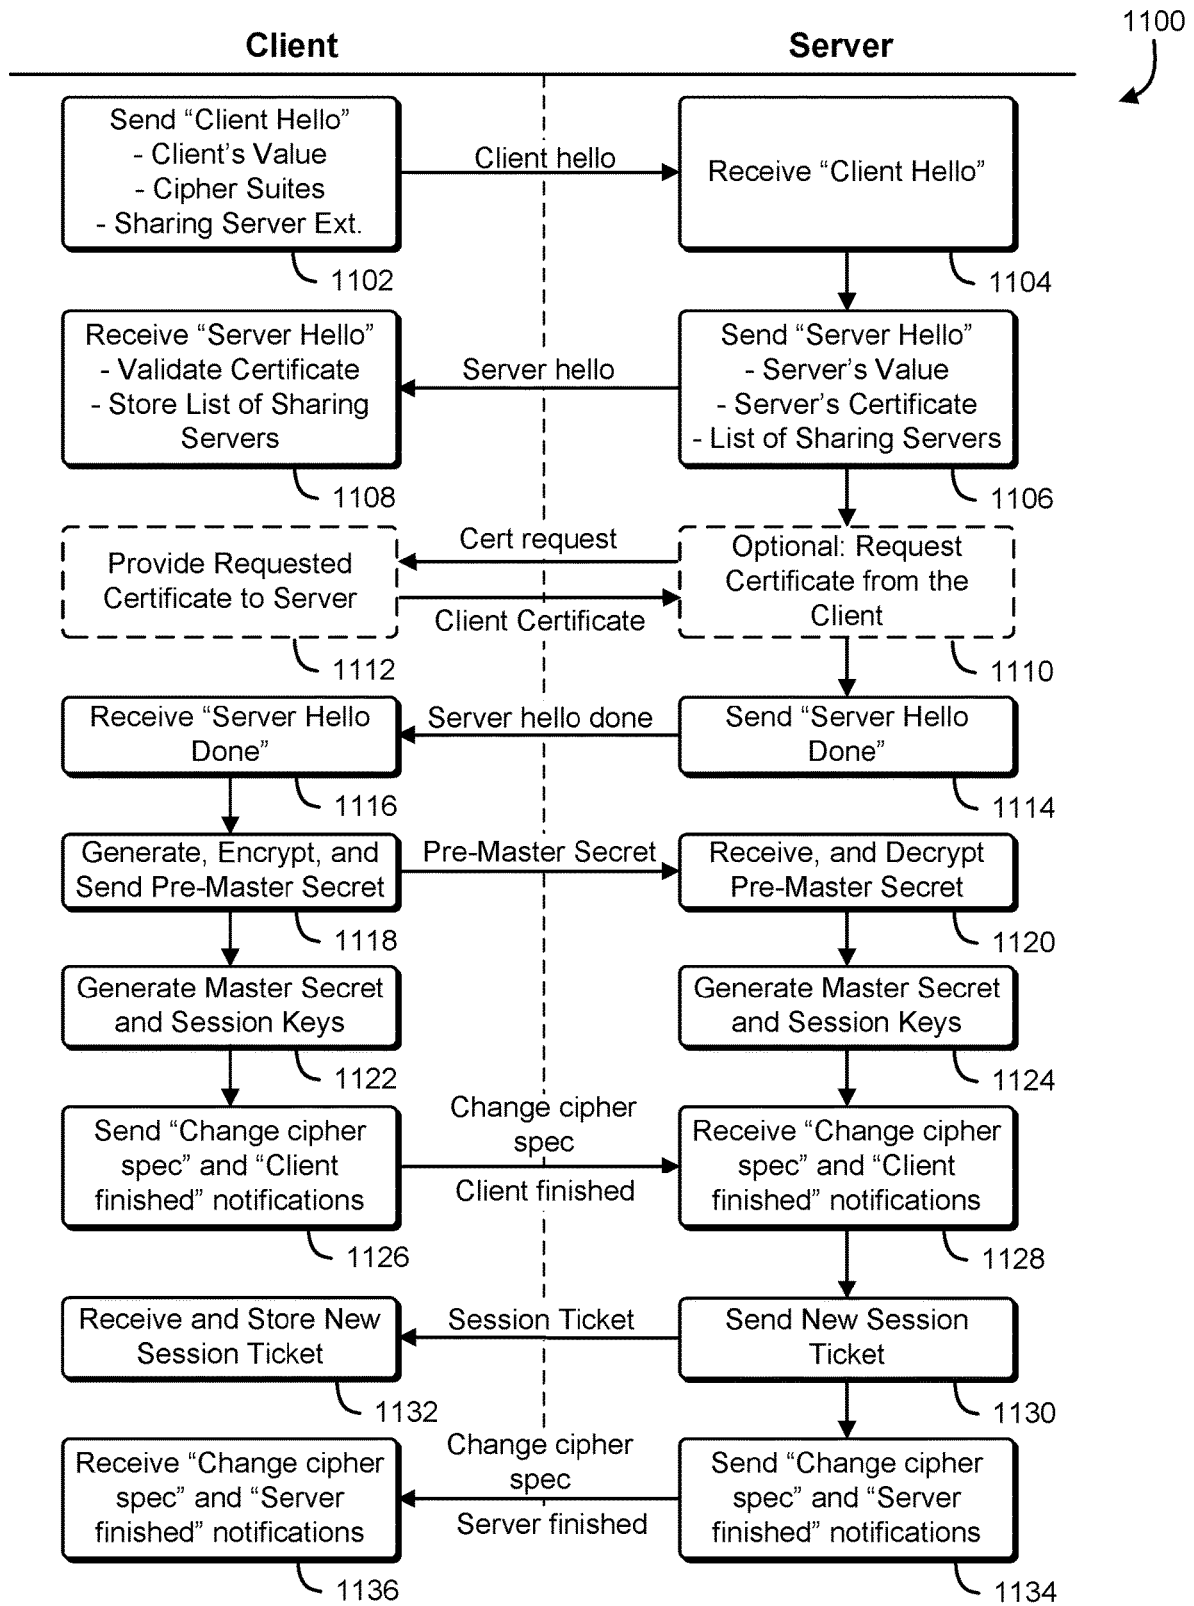 1100
Client
Server
Send “Client Hello”
- Client's Value
- Cipher Suites
- Sharing Server Ext.
Client hello
Receive “Client Hello”
1102
1104
Receive “Server Hello”
- Validate Certificate
- Store List of Sharing
Servers
Server hello
Send “Server Hello”
- Server's Value
- Server's Certificate
- List of Sharing Servers
1108
1106
Provide Requested
Certificate to Server
Cert request
Client Certificate
Optional: Request
Certificate from the
Client
1112
1110
Receive “Server Hello
Done”
Server hello done
Send “Server Hello
Done”
1116
1114
Generate, Encrypt, and
Send Pre-Master Secret
Pre-Master Secret
Receive, and Decrypt
Pre-Master Secret
1118
1120
Generate Master Secret
and Session Keys
Generate Master Secret
and Session Keys
1122
1124
Send “Change cipher
spec” and “Client
finished” notifications
Change cipher
spec
Client finished
Receive “Change cipher
spec” and “Client
finished” notifications
1126
1128
Receive and Store New
Session Ticket
Session Ticket
Send New Session
Ticket
1132
1130
Receive “Change cipher
spec” and “Server
finished” notifications
Change cipher
spec
Server finished
Send “Change cipher
spec” and “Server
finished” notifications
1136
1134